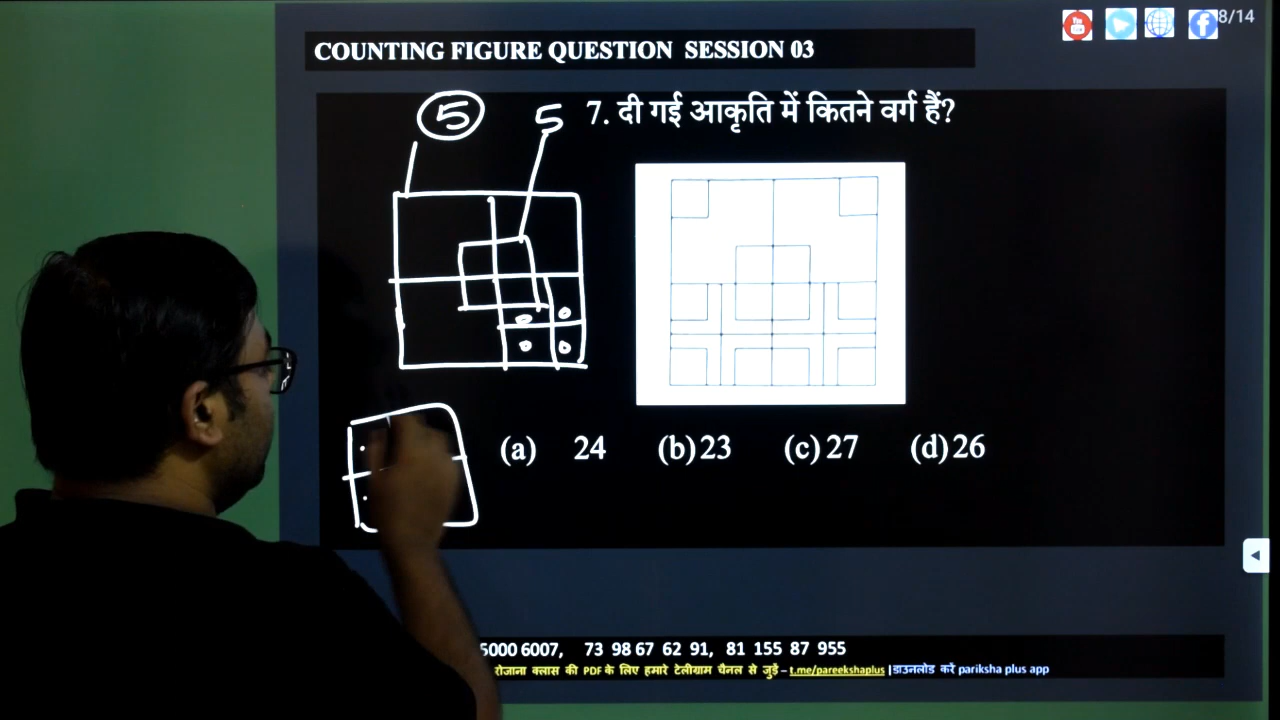 8/14
COUNTING FIGURE QUESTION SESSION 03
5 5 7. दी गई आकृति में कितने वर्ग हैं?
(a) 24 (b) 23 (c) 27 (d) 26
5000 6007, 73 98 67 62 91, 81 155 87 955
रोजाना क्लास की PDF के लिए हमारे टेलीग्राम चैनल से जुड़ें – t.me/pareekshaplus | डाउनलोड करें pariksha plus app